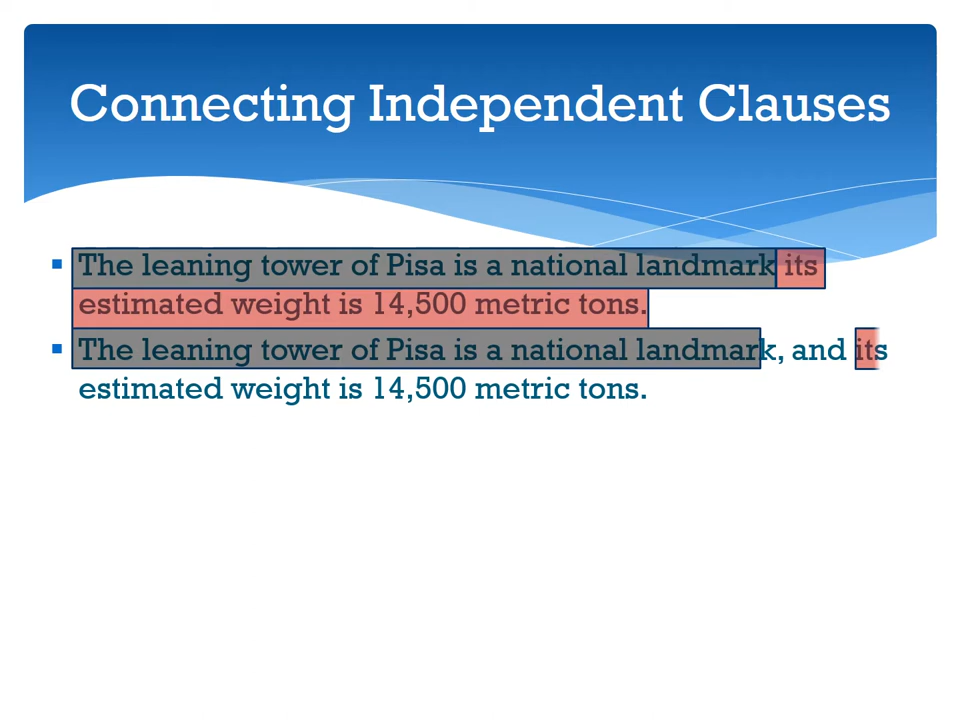 Connecting Independent Clauses
The leaning tower of Pisa is a national landmark its
estimated weight is 14,500 metric tons.
The leaning tower of Pisa is a national landmark, and its
estimated weight is 14,500 metric tons.